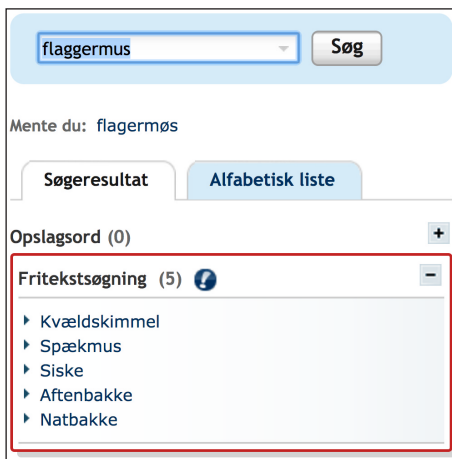 flaggermus
Søg
Mente du: flagermøs
Søgeresultat Alfabetisk liste
Opslagsord (0)
Fritekstsøgning (5)
Kvældskimmel
Spækmus
Siske
Aftenbakke
Natbakke